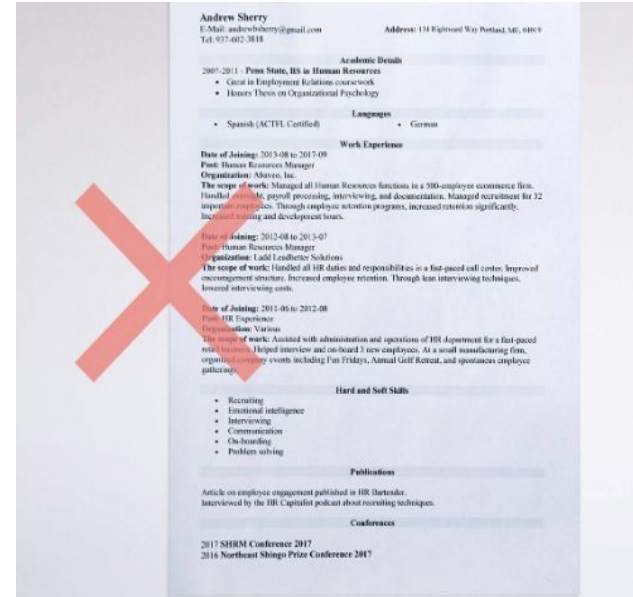 Andrew Sherry
E-Mail: andrewbsherry@gmail.com Address: 134 Rightward Way Portland, ME, 04019
Tel: 937-602-3818
Academic Details
2007-2011 - Penn State, BS in Human Resources
• Great in Employment Relations coursework
• Honors Thesis on Organizational Psychology
Languages
• Spanish (ACTFL Certified) • German
Work Experience
Date of Joining: 2013-08 to 2017-09
Post: Human Resources Manager
Organization: Abaveo, Inc.
The scope of work: Managed all Human Resources functions in a 500-employee ecommerce firm.
Handled oversight, payroll processing, interviewing, and documentation. Managed recruitment for 32
important employees. Through employee retention programs, increased retention significantly.
Increased training and development hours.
Date of Joining: 2012-08 to 2013-07
Post: Human Resources Manager
Organization: Ladd Leadbetter Solutions
The scope of work: Handled all HR duties and responsibilities in a fast-paced call center. Improved
encouragement structure. Increased employee retention. Through lean interviewing techniques,
lowered interviewing costs.
Date of Joining: 2011-06 to 2012-08
Post: HR Experience
Organization: Various
The scope of work: Assisted with administration and operations of HR department for a fast-paced
retail business. Helped interview and on-board 3 new employees. At a small manufacturing firm,
organized company events including Fun Fridays, Annual Golf Retreat, and spontaneous employee
gatherings.
Hard and Soft Skills
• Recruiting
• Emotional intelligence
• Interviewing
• Communication
• On-boarding
• Problem solving
Publications
Article on employee engagement published in HR Bartender.
Interviewed by the HR Capitalist podcast about recruiting techniques.
Conferences
2017 SHRM Conference 2017
2016 Northeast Shingo Prize Conference 2017